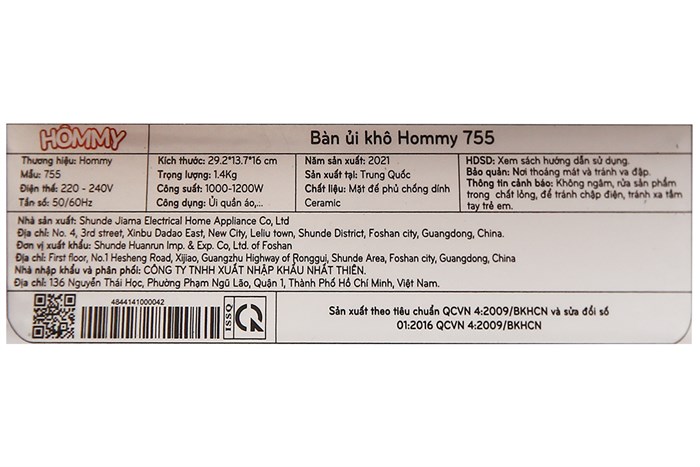 HÔMMY
Bàn ủi khô Hommy 755
Thương hiệu: Hommy
Mẫu: 755
Điện thế: 220 - 240V
Tần số: 50/60Hz
Kích thước: 29.2*13.7*16 cm
Trọng lượng: 1.4Kg
Công suất: 1000-1200W
Công dụng: Ủi quần áo,...
Năm sản xuất: 2021
Sản xuất tại: Trung Quốc
Chất liệu: Mặt đế phủ chống dính
Ceramic
HDSD: Xem sách hướng dẫn sử dụng.
Bảo quản: Nơi thoáng mát và tránh va đập.
Thông tin cảnh báo: Không ngâm, rửa sản phẩm
trong chất lỏng, để tránh chập điện, tránh xa tầm
tay trẻ em.
Nhà sản xuất: Shunde Jiama Electrical Home Appliance Co, Ltd
Địa chỉ: No. 4, 3rd street, Xinbu Dadao East, New City, Leliu town, Shunde District, Foshan city, Guangdong, China.
Đơn vị xuất khẩu: Shunde Huanrun Imp. & Exp. Co, Ltd. of Foshan
Địa chỉ: First floor, No.1 Hesheng Road, Xijiao, Guangzhu Highway of Ronggui, Shunde Area, Foshan city, Guangdong, China.
Nhà nhập khẩu và phân phối: CÔNG TY TNHH XUẤT NHẬP KHẨU NHẤT THIÊN.
Địa chỉ: 136 Nguyễn Thái Học, Phường Phạm Ngũ Lão, Quận 1, Thành Phố Hồ Chí Minh, Việt Nam.
4844141000042
ISSQ
Sản xuất theo tiêu chuẩn QCVN 4:2009/BKHCN và sửa đổi số
01:2016 QCVN 4:2009/BKHCN